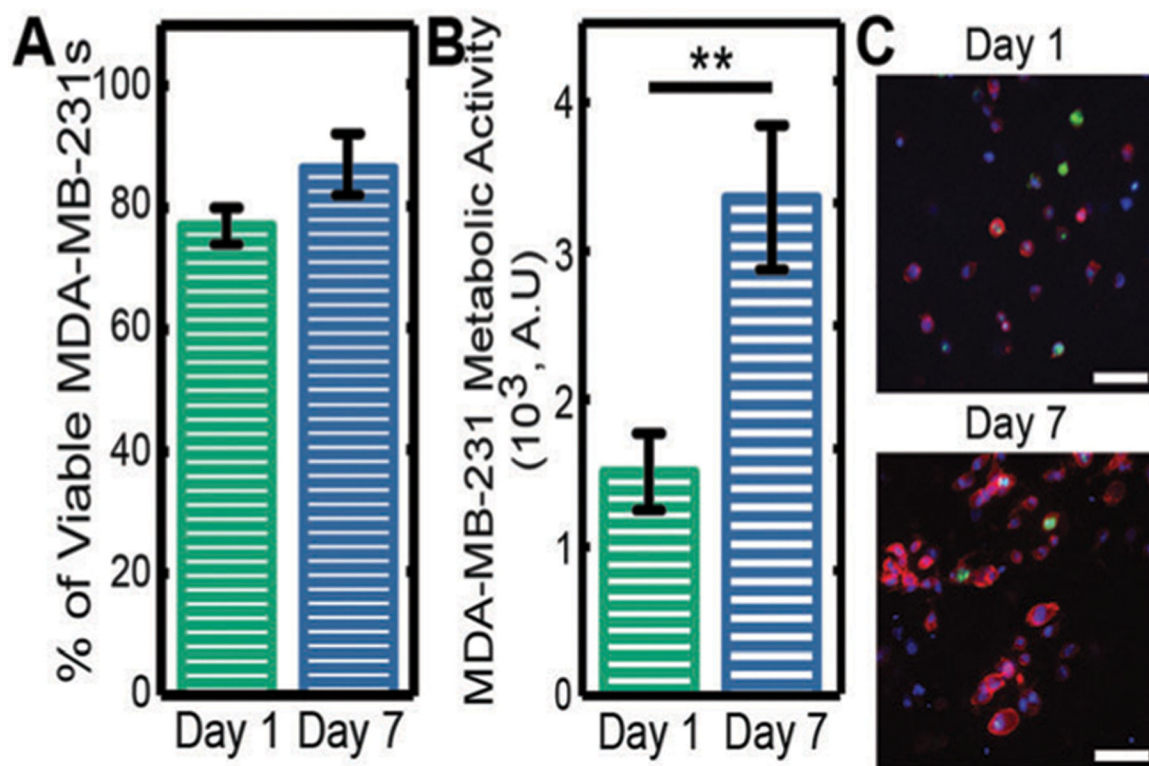 A
% of Viable MDA-MB-231s
100
80
60
40
20
0
Day 1 Day 7
B
MDA-MB-231 Metabolic Activity
(10³, A.U)
**
4
3
2
1
0
Day 1 Day 7
C
Day 1
Day 7